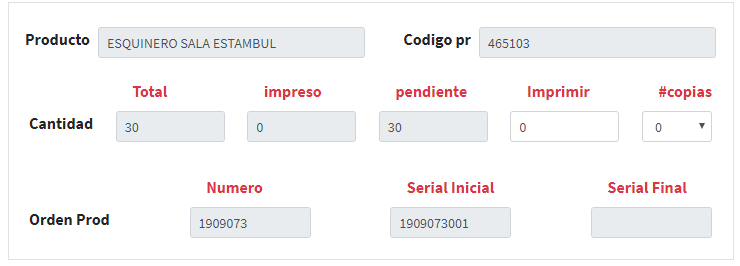 Producto ESQUINERO SALA ESTAMBUL Codigo pr 465103
Total impreso pendiente Imprimir #copias
Cantidad 30 0 30 0 0
Numero Serial Inicial Serial Final
Orden Prod 1909073 1909073001